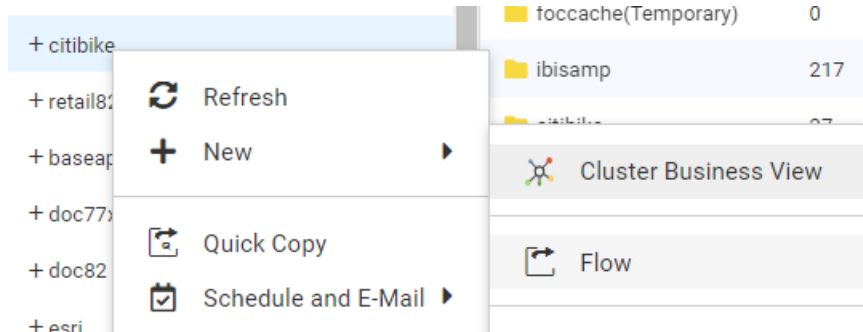 foccache(Temporary) 0
+ citibike
ibisamp 217
+ retail82
Refresh
+ baseap
New
Cluster Business View
+ doc77x
Quick Copy
Flow
+ doc82
Schedule and E-Mail
+ esri